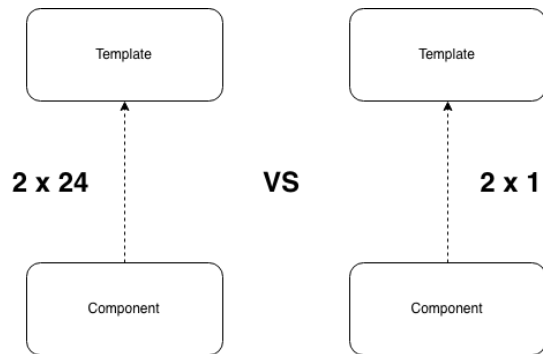 Template
Template
2 x 24
VS
2 x 1
Component
Component